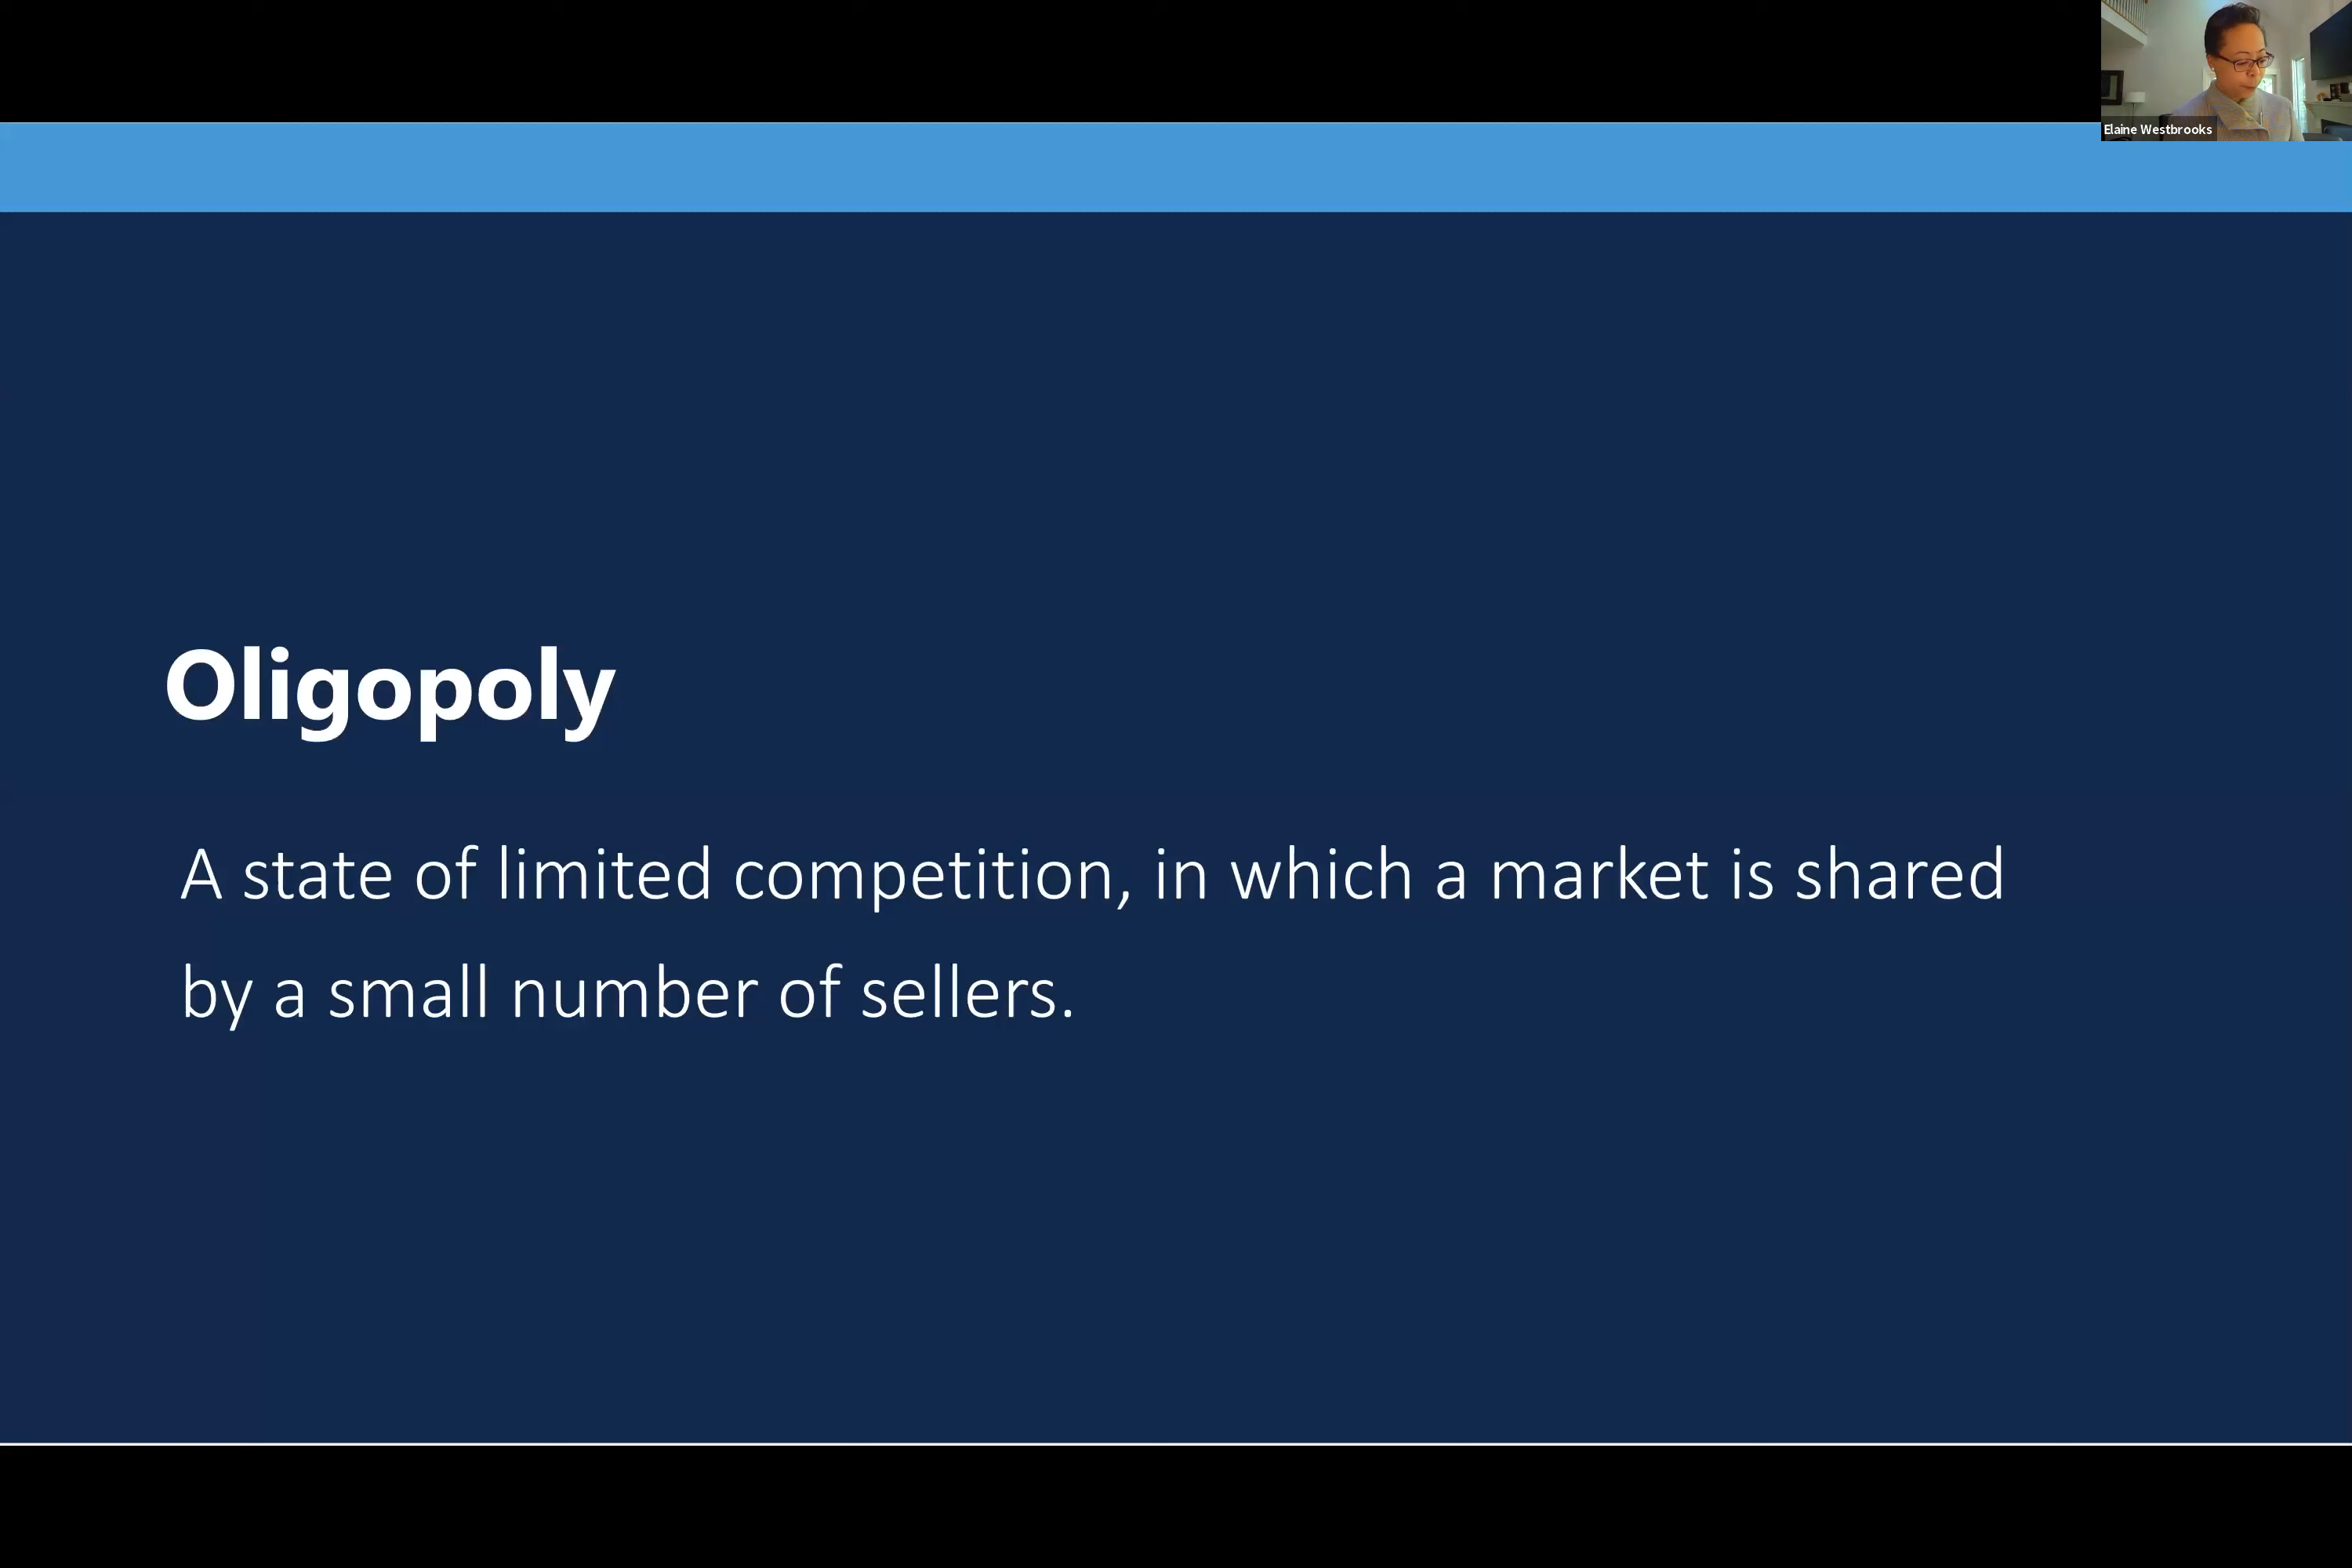 Elaine Westbrooks
Oligopoly
A state of limited competition, in which a market is shared
by a small number of sellers.